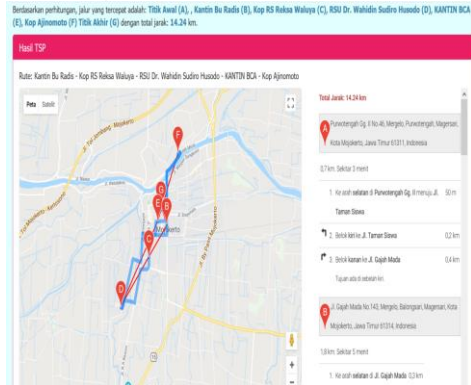 Berdasarkan perhitungan, jalur yang tercepat adalah: Titik Awal (A), , Kantin Bu Radis (B), Kop RS Reksa Waluya (C), RSU Dr. Wahidin Sudiro Husodo (D), KANTIN BCA
(E), Kop Ajinomoto (F) Titik Akhir (G) dengan total jarak: 14.24 km.
Hasil TSP
Rute: Kantin Bu Radis - Kop RS Reksa Waluya - RSU Dr. Wahidin Sudiro Husodo - KANTIN BCA - Kop Ajinomoto
Peta Satelit
F
G
E
B
Mojokerto
C
D
Total Jarak: 14.24 km
A
Purwotengah Gg. II No.46, Mergelo, Purwotengah, Magersari,
Kota Mojokerto, Jawa Timur 61311, Indonesia
0,7 km. Sekitar 3 menit
1. Ke arah selatan di Purwotengah Gg. II menuju Jl.
Taman Siswa
50 m
2. Belok kiri ke Jl. Taman Siswa 0,2 km
3. Belok kanan ke Jl. Gajah Mada 0,4 km
Tujuan ada di sebelah kiri.
B
Jl. Gajah Mada No.143, Mergelo, Balongsari, Magersari, Kota
Mojokerto, Jawa Timur 61314, Indonesia
1,8 km. Sekitar 5 menit
1. Ke arah selatan di Jl. Gajah Mada 0,2 km